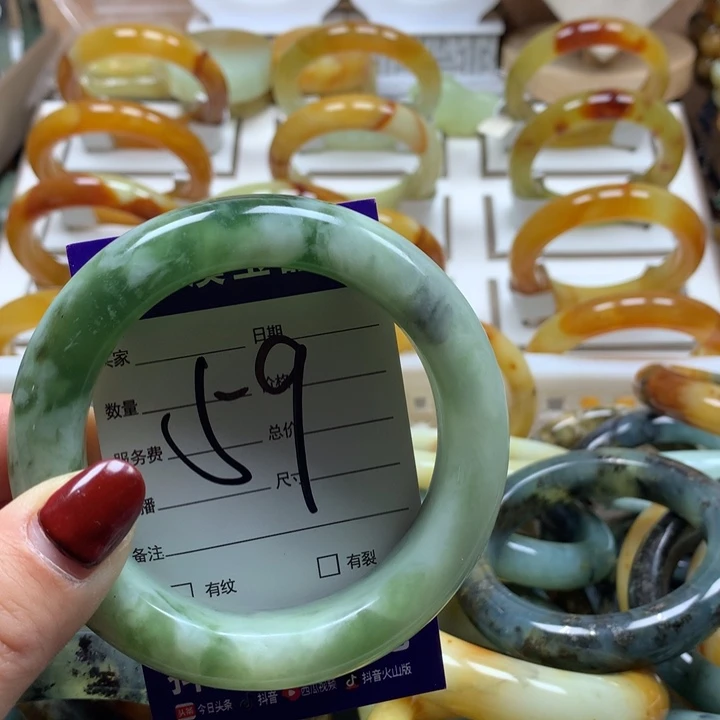 家 日期
59
数量
服务费 总价
播 尺寸
备注
有纹 有裂
今日头条 抖音 西瓜视频 抖音火山版